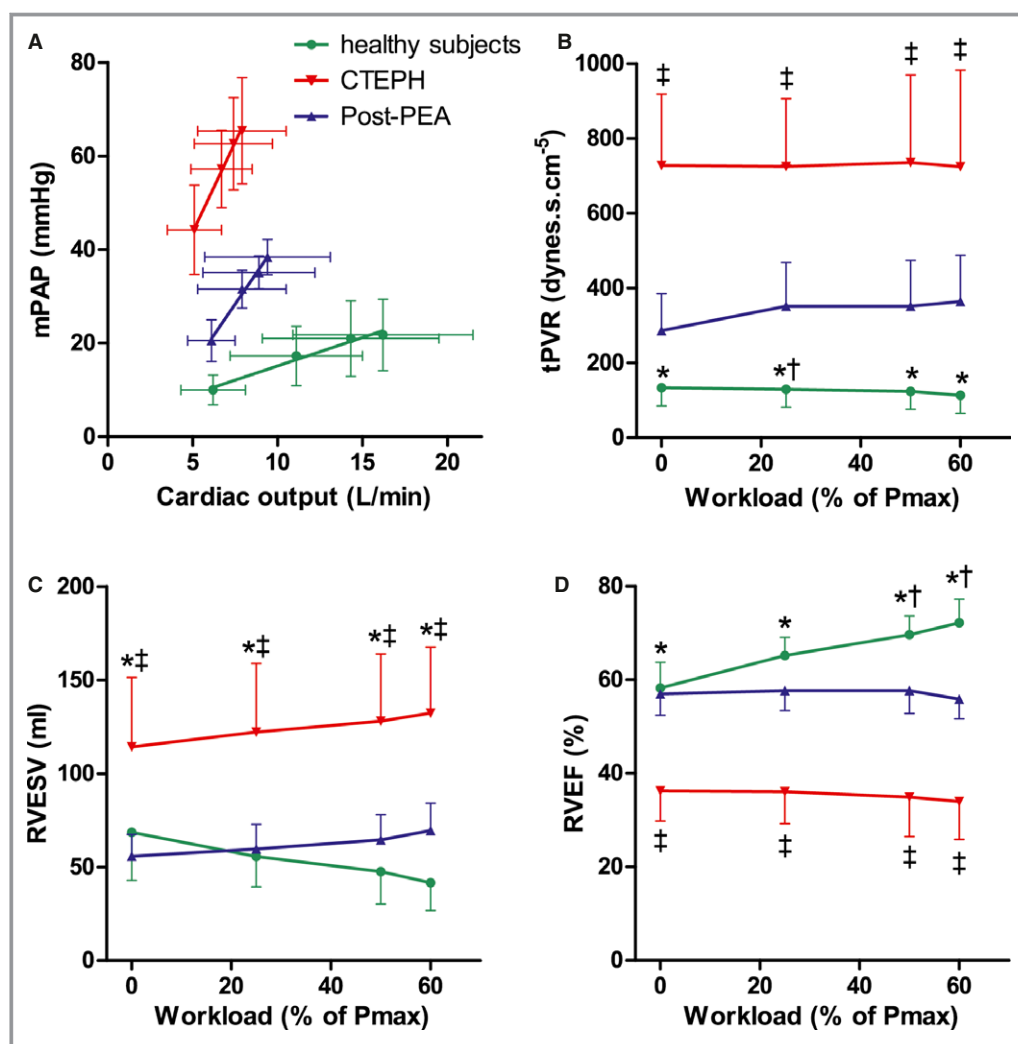 A
healthy subjects
CTEPH
Post-PEA
80
60
40
20
0
mPAP (mmHg)
0 5 10 15 20
Cardiac output (L/min)
B
‡ ‡ ‡ ‡
1000
800
600
400
200
0
* *† * *
tPVR (dynes.s.cm-5)
0 20 40 60
Workload (% of Pmax)
C
200
150
100
50
0
*‡ *‡ *‡ *‡
RVESV (ml)
0 20 40 60
Workload (% of Pmax)
D
80
60
40
20
0
* * *† *†
‡ ‡ ‡ ‡
RVEF (%)
0 20 40 60
Workload (% of Pmax)